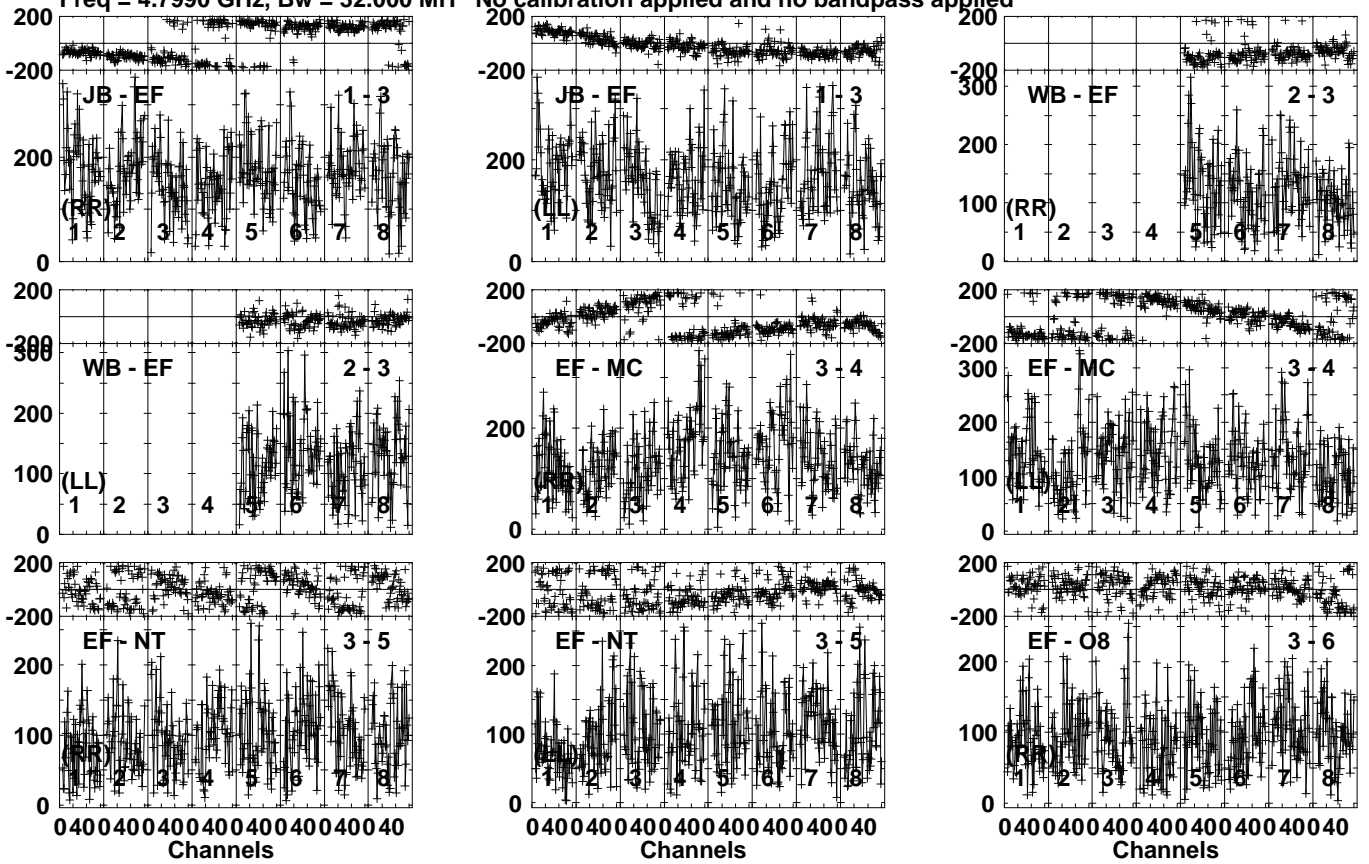 Freq = 4.7990 GHz, Bw = 32.000 MH No calibration applied and no bandpass applied
200 200 200
-200 -200 -200
JB - EF 1 - 3 JB - EF 1 - 3 300 WB - EF 2 - 3
200 200 200
100
(RR) (LL) (RR)
1 2 3 4 5 6 7 8 1 2 3 4 5 6 7 8 1 2 3 4 5 6 7 8
0 0 0
200 200 200
-200 -200 -200
300 WB - EF 2 - 3 EF - MC 3 - 4 300 EF - MC 3 - 4
200 200 200
100 100
(LL) (RR) (LL)
1 2 3 4 5 6 7 8 1 2 3 4 5 6 7 8 1 2 3 4 5 6 7 8
0 0 0
200 200 200
-200 -200 -200
EF - NT 3 - 5 EF - NT 3 - 5 EF - O8 3 - 6
200 200 200
100 100 100
(RR) (LL) (RR)
1 2 3 4 5 6 7 8 1 2 3 4 5 6 7 8 1 2 3 4 5 6 7 8
0 0 0
0 40 0 40 0 40 0 40 0 40 0 40 0 40 40 0 40 0 40 0 40 0 40 0 40 0 40 0 40 40 0 40 0 40 0 40 0 40 0 40 0 40 0 40 40
Channels Channels Channels